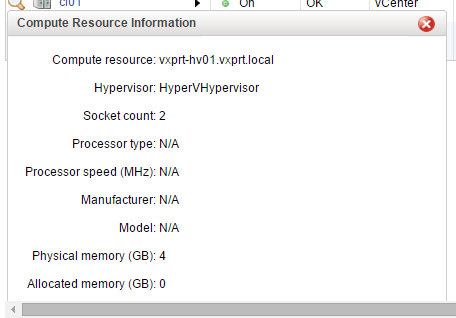 cl01 On OK vCenter
Compute Resource Information
Compute resource: vxprt-hv01.vxprt.local
Hypervisor: HyperVHypervisor
Socket count: 2
Processor type: N/A
Processor speed (MHz): N/A
Manufacturer: N/A
Model: N/A
Physical memory (GB): 4
Allocated memory (GB): 0